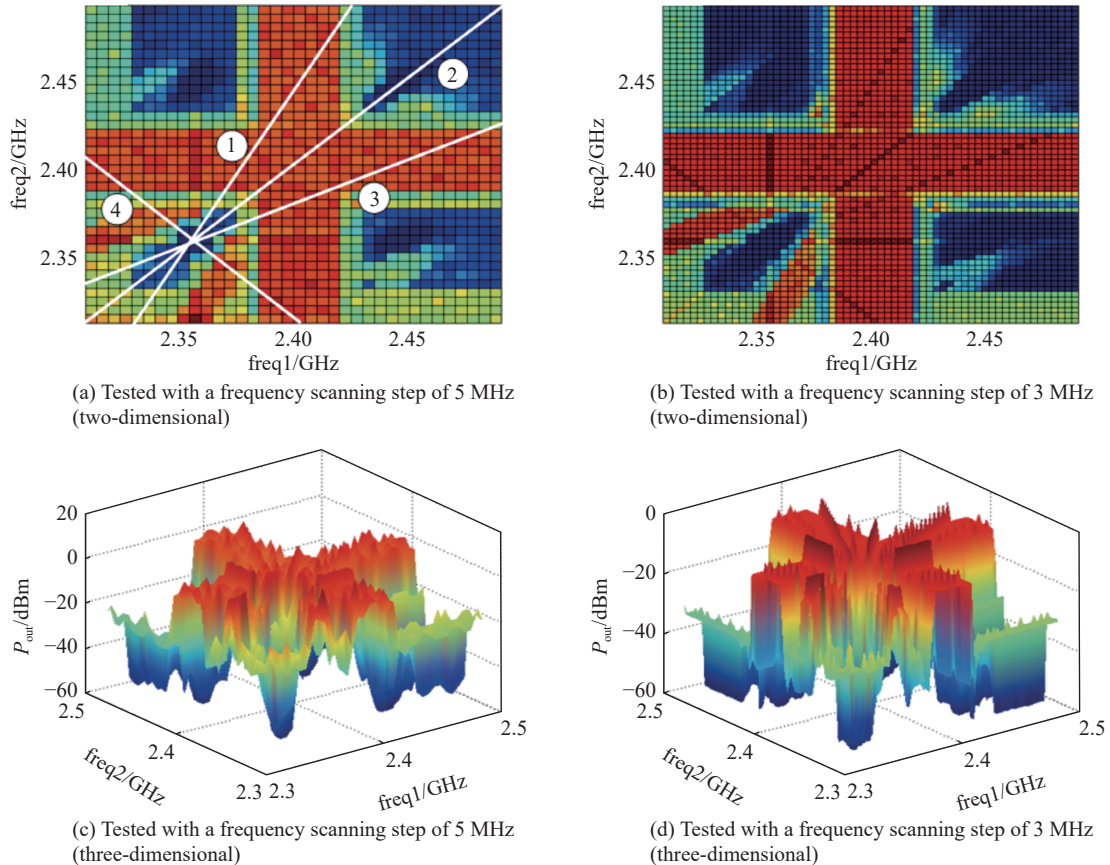 freq2/GHz
2.45
2.40
2.35
1
2
3
4
2.35
2.40
2.45
freq1/GHz
(a) Tested with a frequency scanning step of 5 MHz
(two-dimensional)
freq2/GHz
2.45
2.40
2.35
2.35
2.40
2.45
freq1/GHz
(b) Tested with a frequency scanning step of 3 MHz
(two-dimensional)
Pout/dBm
20
0
−20
−40
−60
2.5
2.4
2.3
freq2/GHz
2.3
2.4
2.5
freq1/GHz
(c) Tested with a frequency scanning step of 5 MHz
(three-dimensional)
Pout/dBm
0
−20
−40
−60
2.5
2.4
2.3
freq2/GHz
2.3
2.4
2.5
freq1/GHz
(d) Tested with a frequency scanning step of 3 MHz
(three-dimensional)